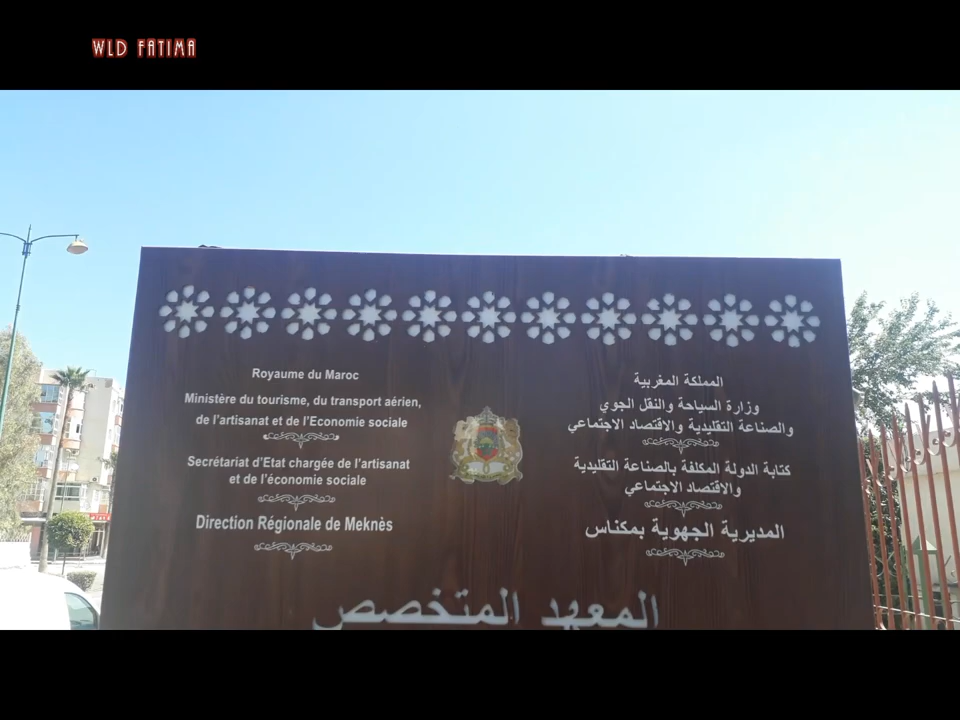 WLD FATIMA
Royaume du Maroc
Ministère du tourisme, du transport aérien,
de l'artisanat et de l'Economie sociale
Secrétariat d'Etat chargée de l'artisanat
et de l'économie sociale
Direction Régionale de Meknès
المملكة المغربية
وزارة السياحة والنقل الجوي
والصناعة التقليدية والاقتصاد الاجتماعي
كتابة الدولة المكلفة بالصناعة التقليدية
والاقتصاد الاجتماعي
المديرية الجهوية بمكناس
المعهد المتخصص